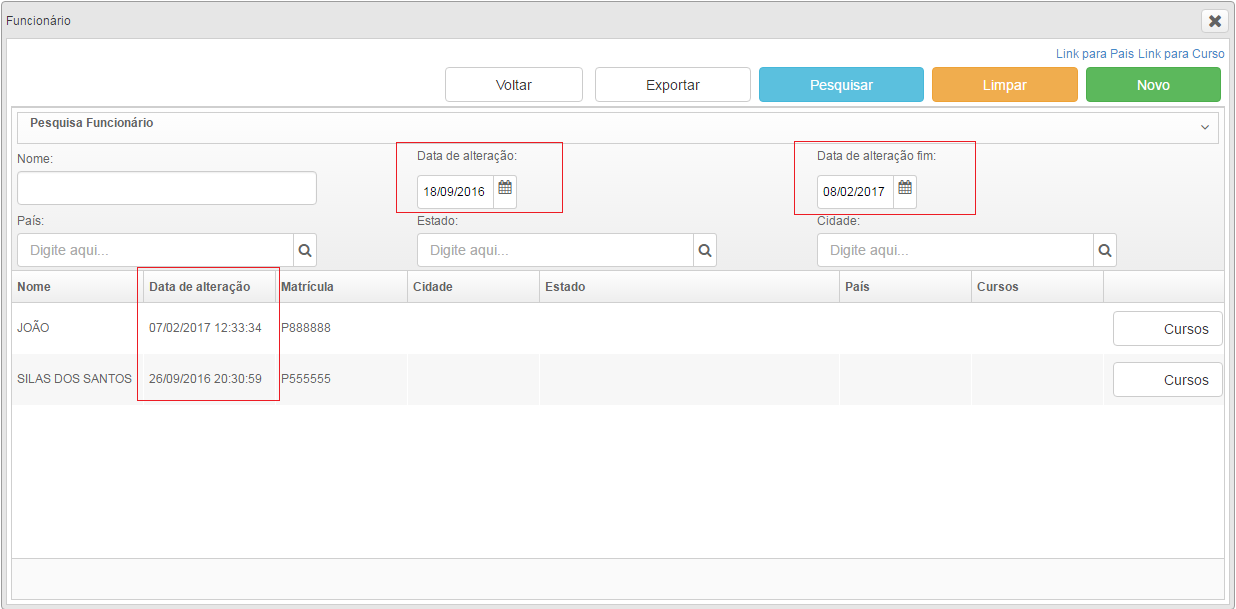 Funcionário
Link para Pais Link para Curso
Voltar Exportar Pesquisar Limpar Novo
Pesquisa Funcionário
Nome: Data de alteração: Data de alteração fim:
18/09/2016 08/02/2017
País: Estado: Cidade:
Digite aqui... Digite aqui... Digite aqui...
Nome Data de alteração Matrícula Cidade Estado País Cursos
JOÃO 07/02/2017 12:33:34 P888888 Cursos
SILAS DOS SANTOS 26/09/2016 20:30:59 P555555 Cursos